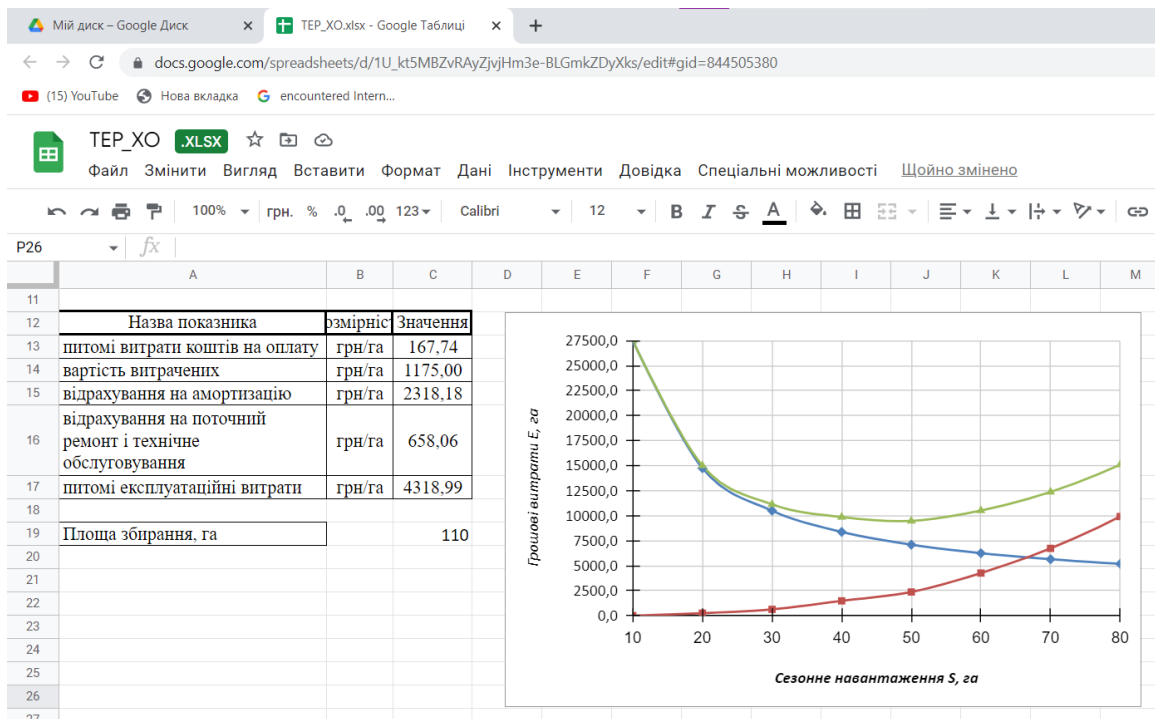 Мій диск – Google Диск
TEP_XO.xlsx - Google Таблиці
docs.google.com/spreadsheets/d/1U_kt5MBZvRAyZjvjHm3e-BLGmkZDyXks/edit#gid=844505380
(15) YouTube Нова вкладка encountered Intern...
TEP_XO .XLSX
Файл Змінити Вигляд Вставити Формат Дані Інструменти Довідка Спеціальні можливості Щойно змінено
100% грн. % .0 .00 123 Calibri 12 B I S A
P26 fx
A B C D E F G H I J K L M
11
12 Назва показника озмірніс Значення
13 питомі витрати коштів на оплату грн/га 167,74
14 вартість витрачених грн/га 1175,00
15 відрахування на амортизацію грн/га 2318,18
відрахування на поточний
16 ремонт і технічне грн/га 658,06
обслуговування
17 питомі експлуатаційні витрати грн/га 4318,99
18
19 Площа збирання, га 110
20
21
22
23
24
25
26
27
Грошові витрати Е, га
27500,0
25000,0
22500,0
20000,0
17500,0
15000,0
12500,0
10000,0
7500,0
5000,0
2500,0
0,0
10 20 30 40 50 60 70 80
Сезонне навантаження S, га